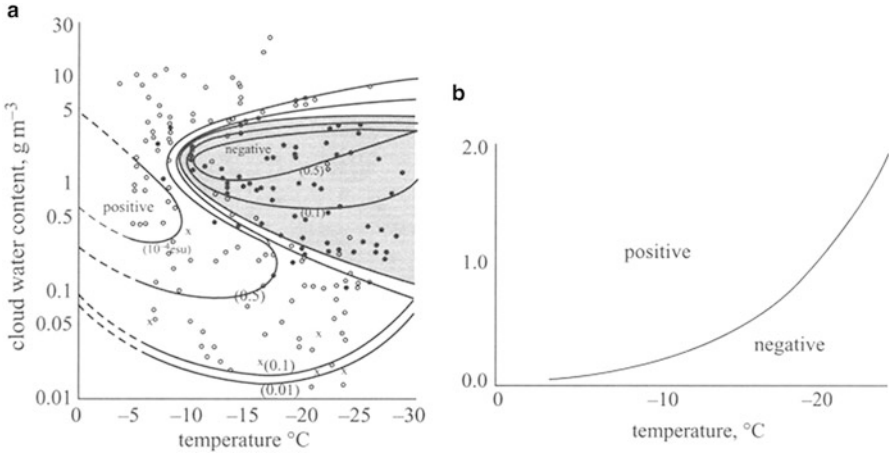 a
cloud water content, g m−3
30
10
5
1
0.5
0.1
0.05
0.01
negative
(0.5)
(0.1)
positive
(10−4esu)
(0.5)
(0.1)
(0.01)
0 −5 −10 −15 −20 −25 −30
temperature °C
b
2.0
1.0
0.0
positive
negative
0 −10 −20
temperature, °C